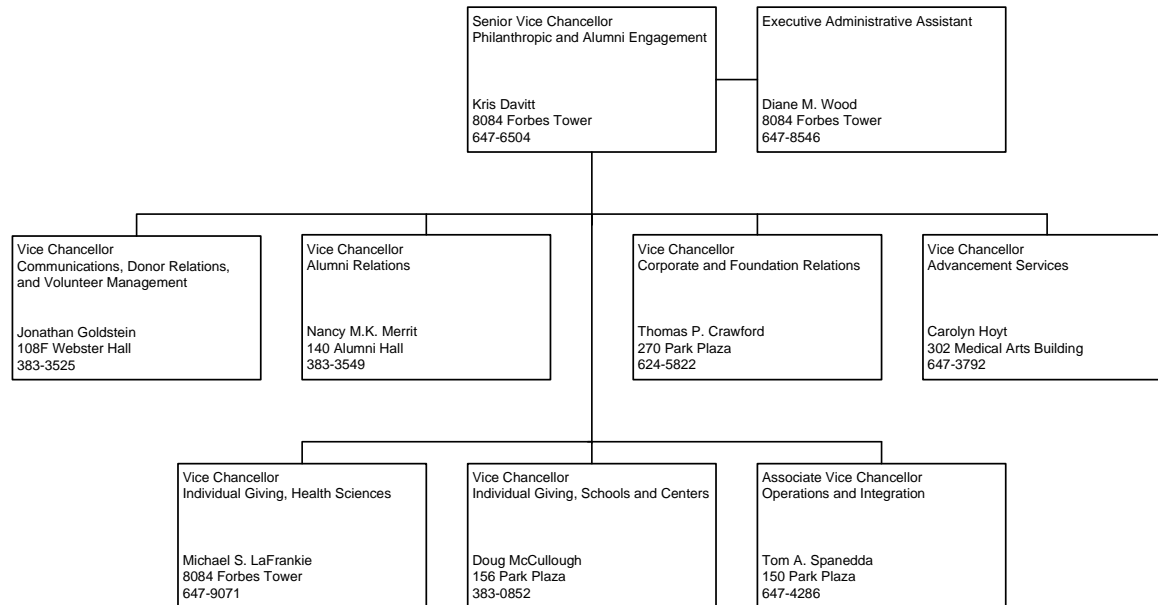 Senior Vice Chancellor
Philanthropic and Alumni Engagement
Kris Davitt
8084 Forbes Tower
647-6504
Executive Administrative Assistant
Diane M. Wood
8084 Forbes Tower
647-8546
Vice Chancellor
Communications, Donor Relations,
and Volunteer Management
Jonathan Goldstein
108F Webster Hall
383-3525
Vice Chancellor
Alumni Relations
Nancy M.K. Merrit
140 Alumni Hall
383-3549
Vice Chancellor
Corporate and Foundation Relations
Thomas P. Crawford
270 Park Plaza
624-5822
Vice Chancellor
Advancement Services
Carolyn Hoyt
302 Medical Arts Building
647-3792
Vice Chancellor
Individual Giving, Health Sciences
Michael S. LaFrankie
8084 Forbes Tower
647-9071
Vice Chancellor
Individual Giving, Schools and Centers
Doug McCullough
156 Park Plaza
383-0852
Associate Vice Chancellor
Operations and Integration
Tom A. Spanedda
150 Park Plaza
647-4286